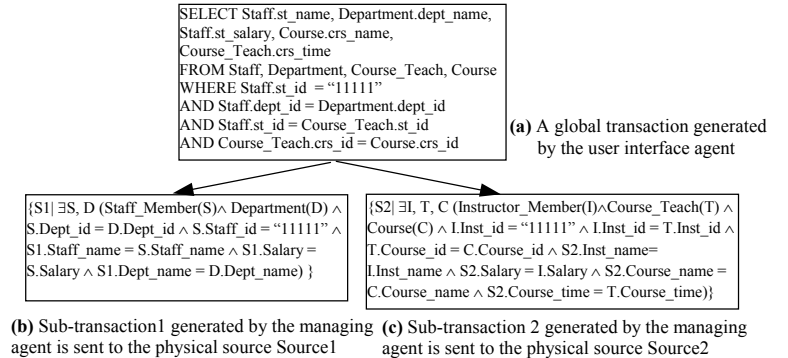 SELECT Staff.st_name, Department.dept_name,
Staff.st_salary, Course.crs_name,
Course_Teach.crs_time
FROM Staff, Department, Course_Teach, Course
WHERE Staff.st_id  = “11111”
AND Staff.dept_id = Department.dept_id
AND Staff.st_id = Course_Teach.st_id
AND Course_Teach.crs_id = Course.crs_id
(a) A global transaction generated
by the user interface agent
{S1| ∃S, D (Staff_Member(S)∧ Department(D) ∧
S.Dept_id = D.Dept_id ∧ S.Staff_id = “11111” ∧
S1.Staff_name = S.Staff_name ∧ S1.Salary =
S.Salary ∧ S1.Dept_name = D.Dept_name) }
{S2| ∃I, T, C (Instructor_Member(I)∧Course_Teach(T) ∧
Course(C) ∧ I.Inst_id = “11111” ∧ I.Inst_id = T.Inst_id ∧
T.Course_id = C.Course_id ∧ S2.Inst_name=
I.Inst_name ∧ S2.Salary = I.Salary ∧ S2.Course_name =
C.Course_name ∧ S2.Course_time = T.Course_time)}
(b) Sub-transaction1 generated by the managing
agent is sent to the physical source Source1
(c) Sub-transaction 2 generated by the managing
agent is sent to the physical source Source2